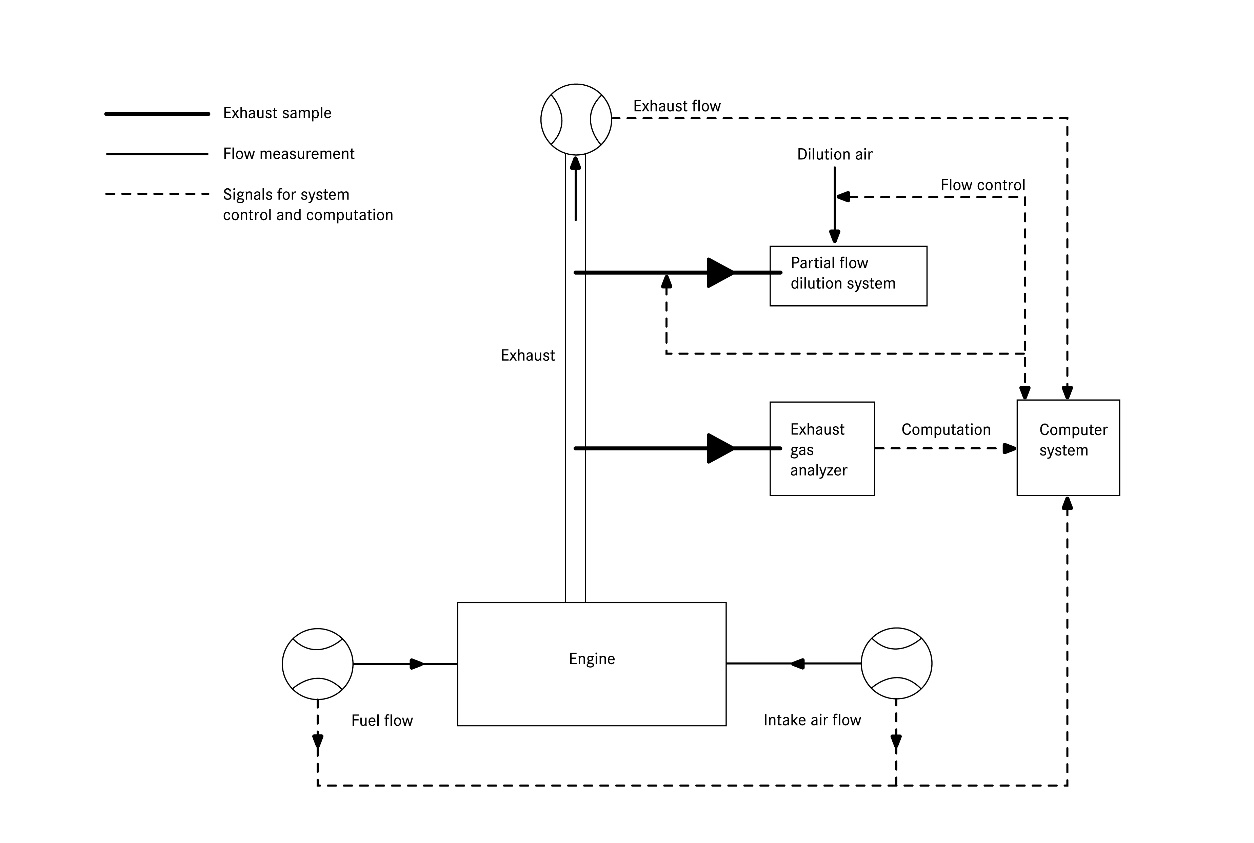 Exhaust sample
Flow measurement
Signals for system
control and computation
Exhaust flow
Dilution air
Flow control
Partial flow
dilution system
Exhaust
Exhaust
gas
analyzer
Computation
Computer
system
Engine
Fuel flow
Intake air flow